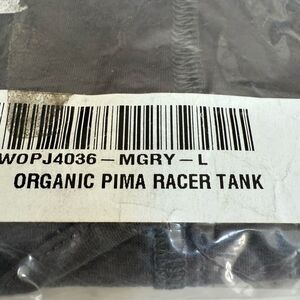 WOPJ4036-MGRY-L
ORGANIC PIMA RACER TANK